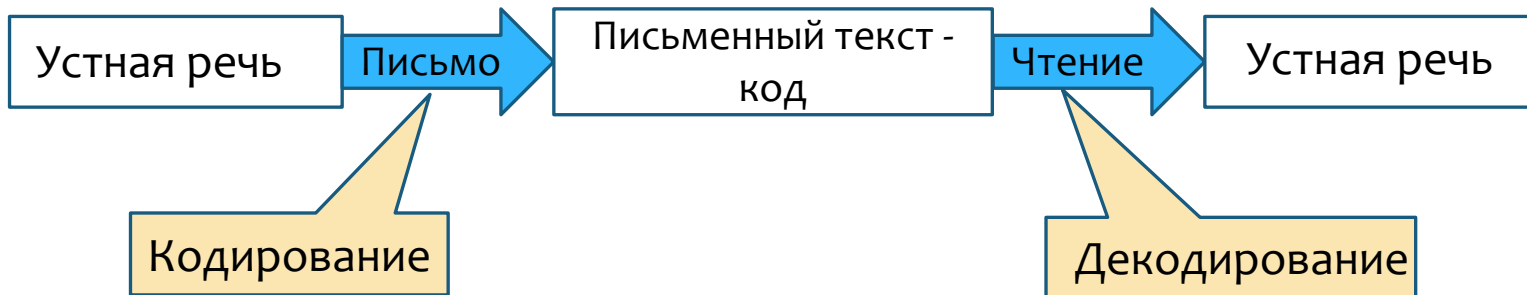 Устная речь
Письмо
Письменный текст -
код
Чтение
Устная речь
Кодирование
Декодирование